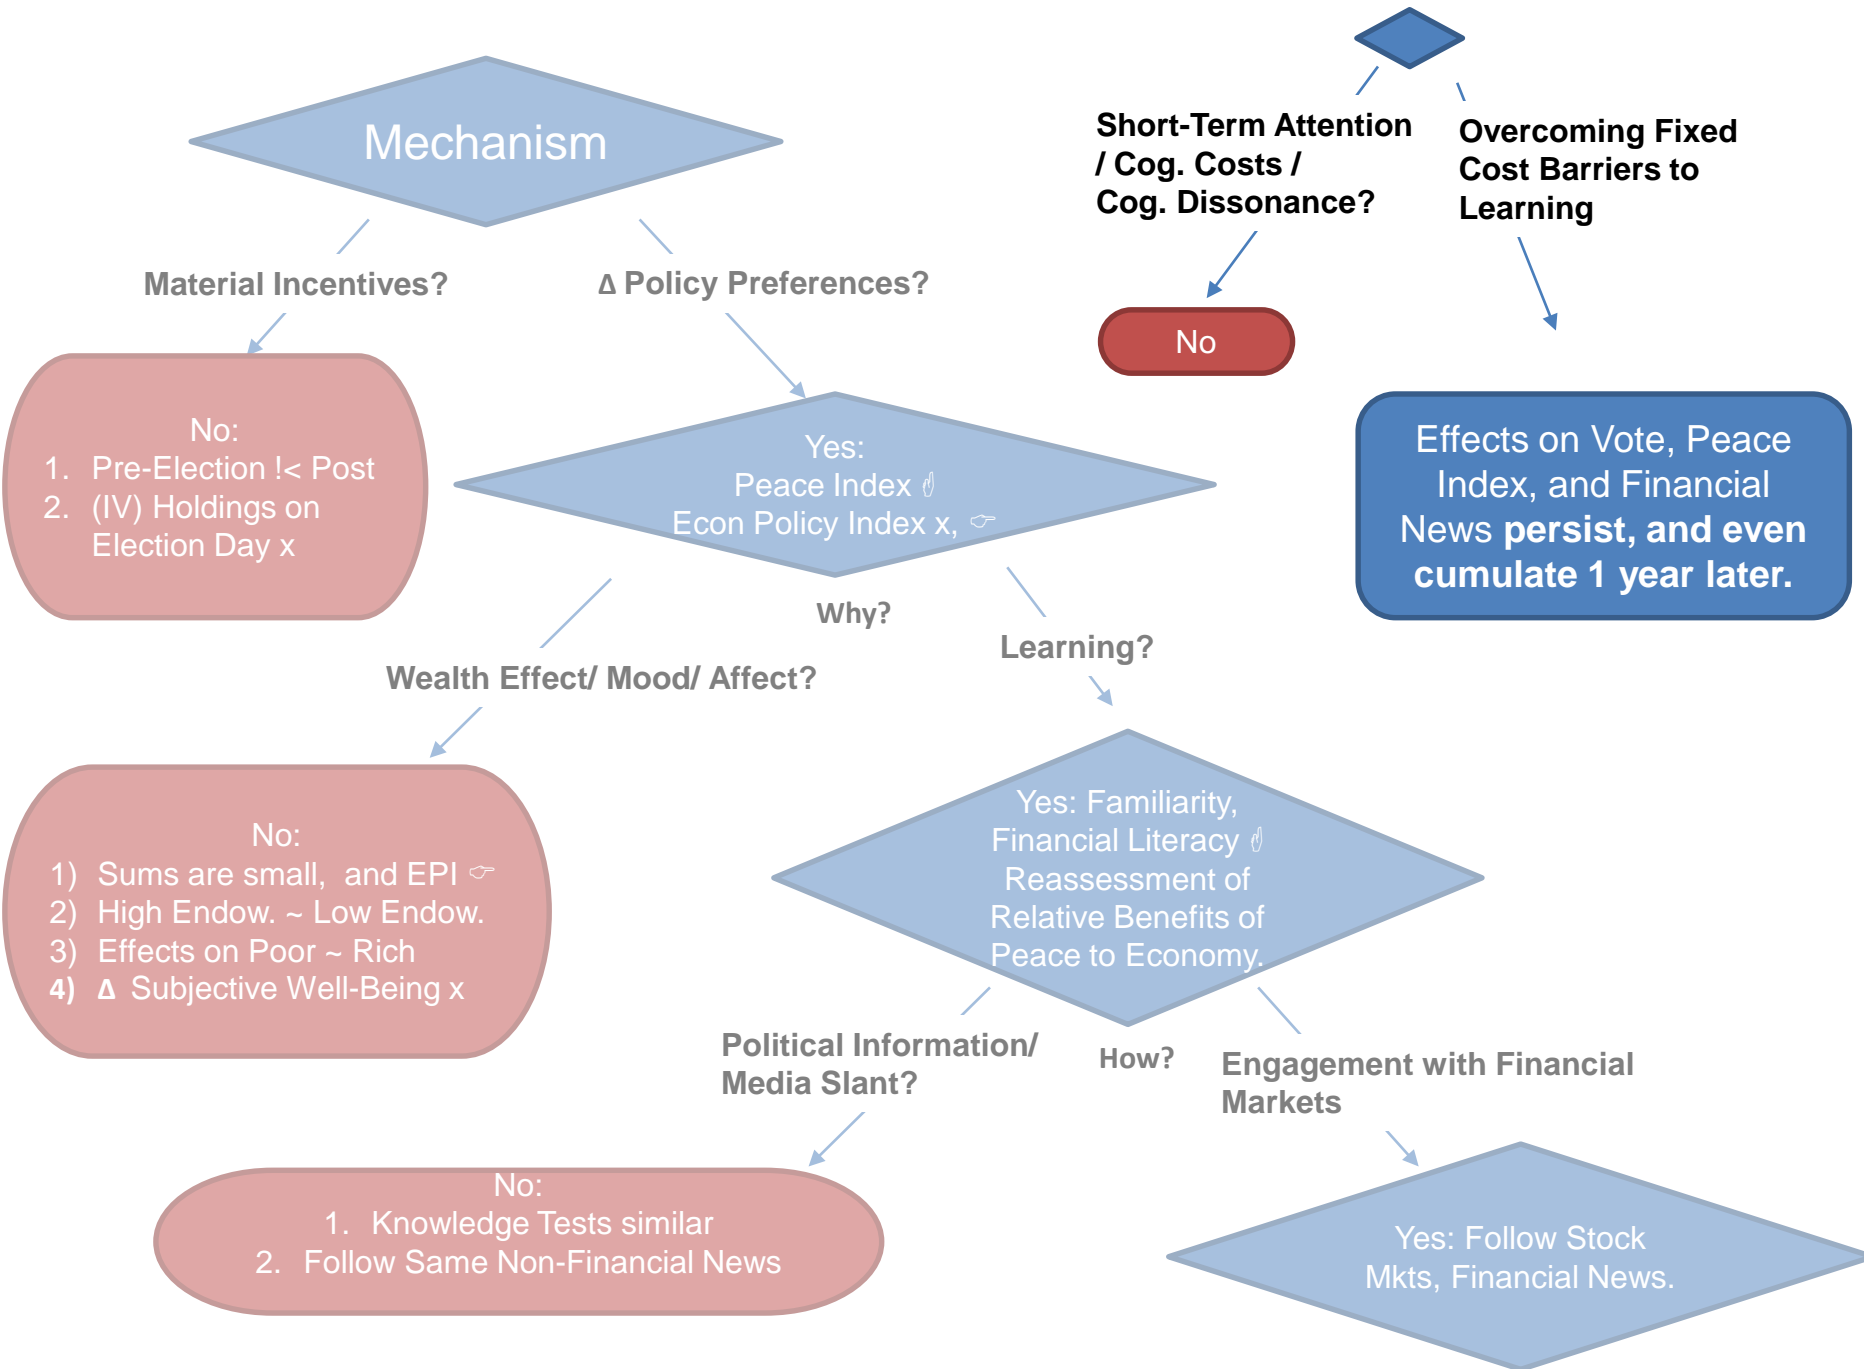 Mechanism
Material Incentives?
Δ Policy Preferences?
No:
1. Pre-Election !< Post
2. (IV) Holdings on
Election Day x
Yes:
Peace Index ✌
Econ Policy Index x, ☞
Why?
Wealth Effect/ Mood/ Affect?
Learning?
No:
1) Sums are small, and EPI ☞
2) High Endow. ~ Low Endow.
3) Effects on Poor ~ Rich
4) Δ Subjective Well-Being x
Yes: Familiarity,
Financial Literacy ✌
Reassessment of
Relative Benefits of
Peace to Economy.
Political Information/
Media Slant?
How?
Engagement with Financial
Markets
No:
1. Knowledge Tests similar
2. Follow Same Non-Financial News
Yes: Follow Stock
Mkts, Financial News.
Short-Term Attention
/ Cog. Costs /
Cog. Dissonance?
Overcoming Fixed
Cost Barriers to
Learning
No
Effects on Vote, Peace
Index, and Financial
News persist, and even
cumulate 1 year later.